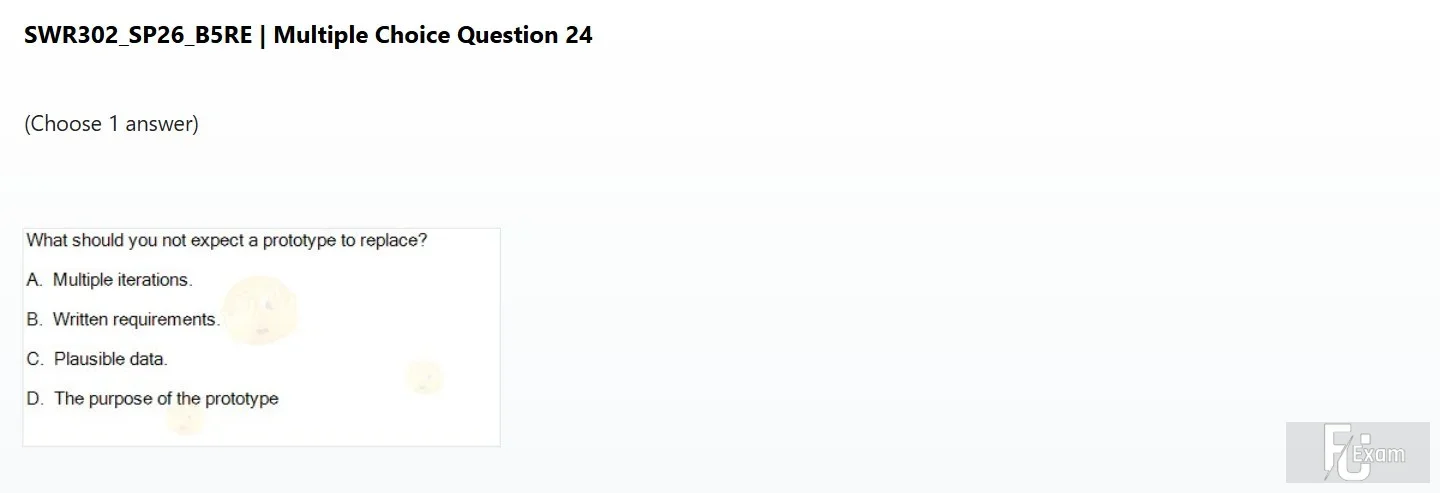 SWR302_SP26_B5RE | Multiple Choice Question 24
(Choose 1 answer)
What should you not expect a prototype to replace?
A. Multiple iterations.
B. Written requirements.
C. Plausible data.
D. The purpose of the prototype
FU Exam